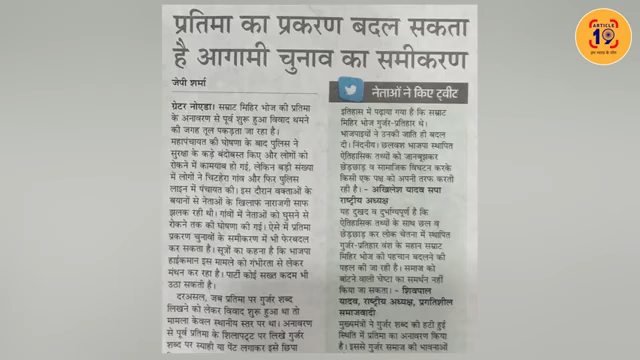 ARTICLE
19
हर भारत के लोग
प्रतिमा का प्रकरण बदल सकता
है आगामी चुनाव का समीकरण
जेपी शर्मा
ग्रेटर नोएडा। सम्राट मिहिर भोज की प्रतिमा
के अनावरण से पूर्व शुरू हुआ विवाद थमने
की जगह तूल पकड़ता जा रहा है।
महापंचायत की घोषणा के बाद पुलिस ने
सुरक्षा के कड़े बंदोबस्त किए और लोगों को
रोकने में कामयाब हो गई, लेकिन बड़ी संख्या
में लोगों ने चिटहेरा गांव और फिर पुलिस
लाइन में पंचायत की। इस दौरान वक्ताओं के
बयानों से नेताओं के खिलाफ नाराजगी साफ
झलक रही थी। गांवों में नेताओं को घुसने से
रोकने तक की घोषणा की गई। ऐसे में प्रतिमा
प्रकरण चुनावों के समीकरण में भी फेरबदल
कर सकता है। सूत्रों का कहना है कि भाजपा
हाईकमान इस मामले को गंभीरता से लेकर
मंथन कर रहा है। पार्टी कोई सख्त कदम भी
उठा सकती है।
दरअसल, जब प्रतिमा पर गुर्जर शब्द
लिखने को लेकर विवाद शुरू हुआ था तो
मामला केवल स्थानीय स्तर पर था। अनावरण
से पूर्व प्रतिमा के शिलापट्ट पर लिखे गुर्जर
शब्द पर स्याही या पेंट लगाकर इसे छिपा
नेताओं ने किए ट्वीट
इतिहास में पढ़ाया गया है कि सम्राट
मिहिर भोज गुर्जर-प्रतिहार थे।
भाजपाइयों ने उनकी जाति ही बदल
दी। निंदनीय। छलवश भाजपा स्थापित
ऐतिहासिक तथ्यों को जानबूझकर
छेड़छाड़ व सामाजिक विघटन करके
किसी एक पक्ष को अपनी तरफ करती
रही है। - अखिलेश यादव सपा
राष्ट्रीय अध्यक्ष
यह दुखद व दुर्भाग्यपूर्ण है कि
ऐतिहासिक तथ्यों के साथ छल व
छेड़छाड़ कर लोक चेतना में स्थापित
गुर्जर-प्रतिहार वंश के महान सम्राट
मिहिर भोज की पहचान बदलने की
पहल की जा रही है। समाज को
बांटने वाली चेष्टा का समर्थन नहीं
किया जा सकता। - शिवपाल
यादव, राष्ट्रीय अध्यक्ष, प्रगतिशील
समाजवादी
मुख्यमंत्री ने गुर्जर शब्द की हटी हुई
स्थिति में प्रतिमा का अनावरण किया
है। इससे गुर्जर समाज की भावनाओं